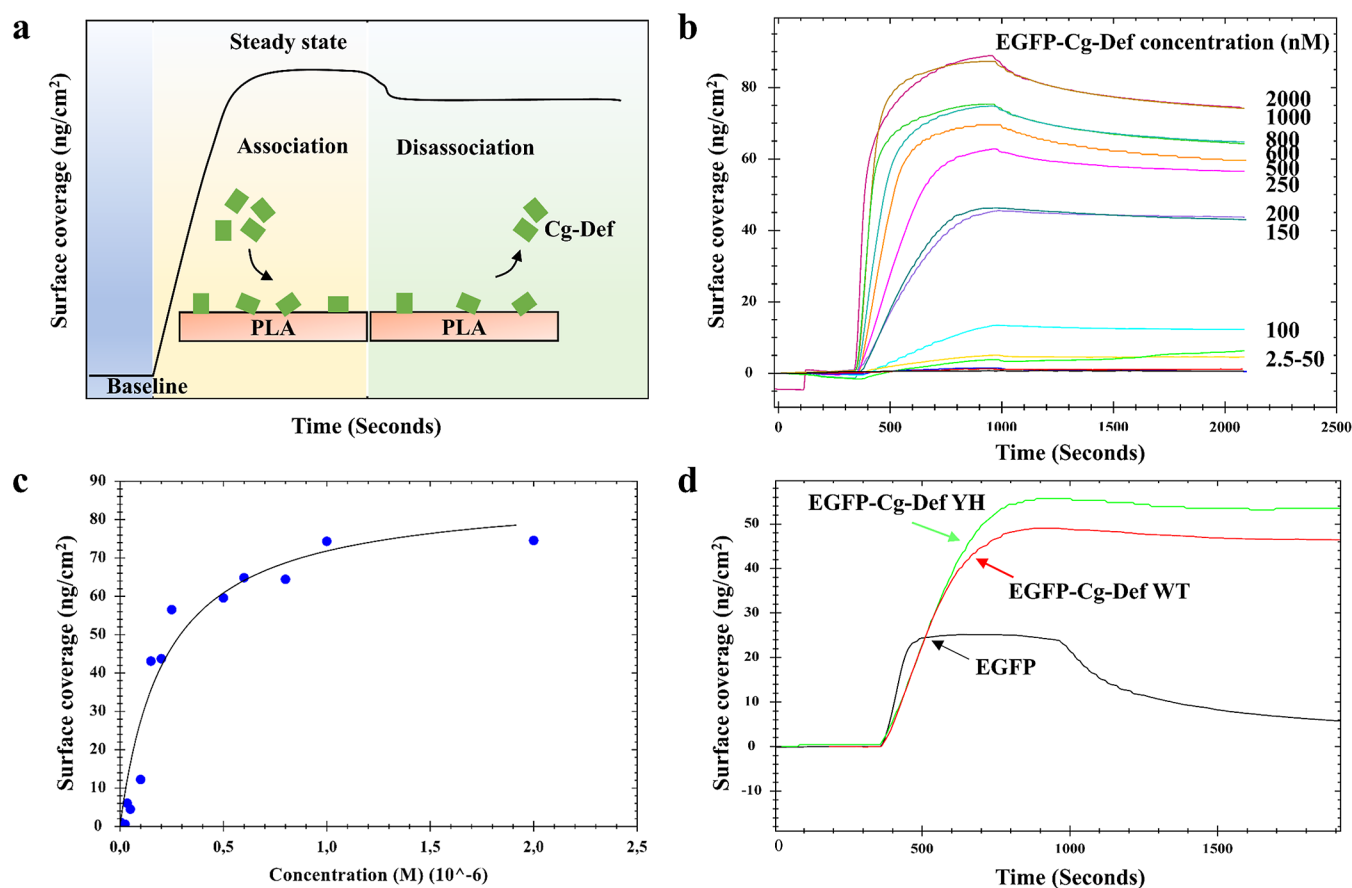 a
Steady state
Association
Disassociation
Cg-Def
PLA
PLA
Baseline
Surface coverage (ng/cm²)
Time (Seconds)
b
EGFP-Cg-Def concentration (nM)
80
60
40
20
0
2000
1000
800
600
500
250
200
150
100
2.5-50
0
500
1000
1500
2000
2500
Surface coverage (ng/cm²)
Time (Seconds)
c
90
80
70
60
50
40
30
20
10
0
0,0
0,5
1,0
1,5
2,0
2,5
Surface coverage (ng/cm²)
Concentration (M) (10^-6)
d
EGFP-Cg-Def YH
EGFP-Cg-Def WT
EGFP
50
40
30
20
10
0
-10
0
500
1000
1500
Surface coverage (ng/cm²)
Time (Seconds)